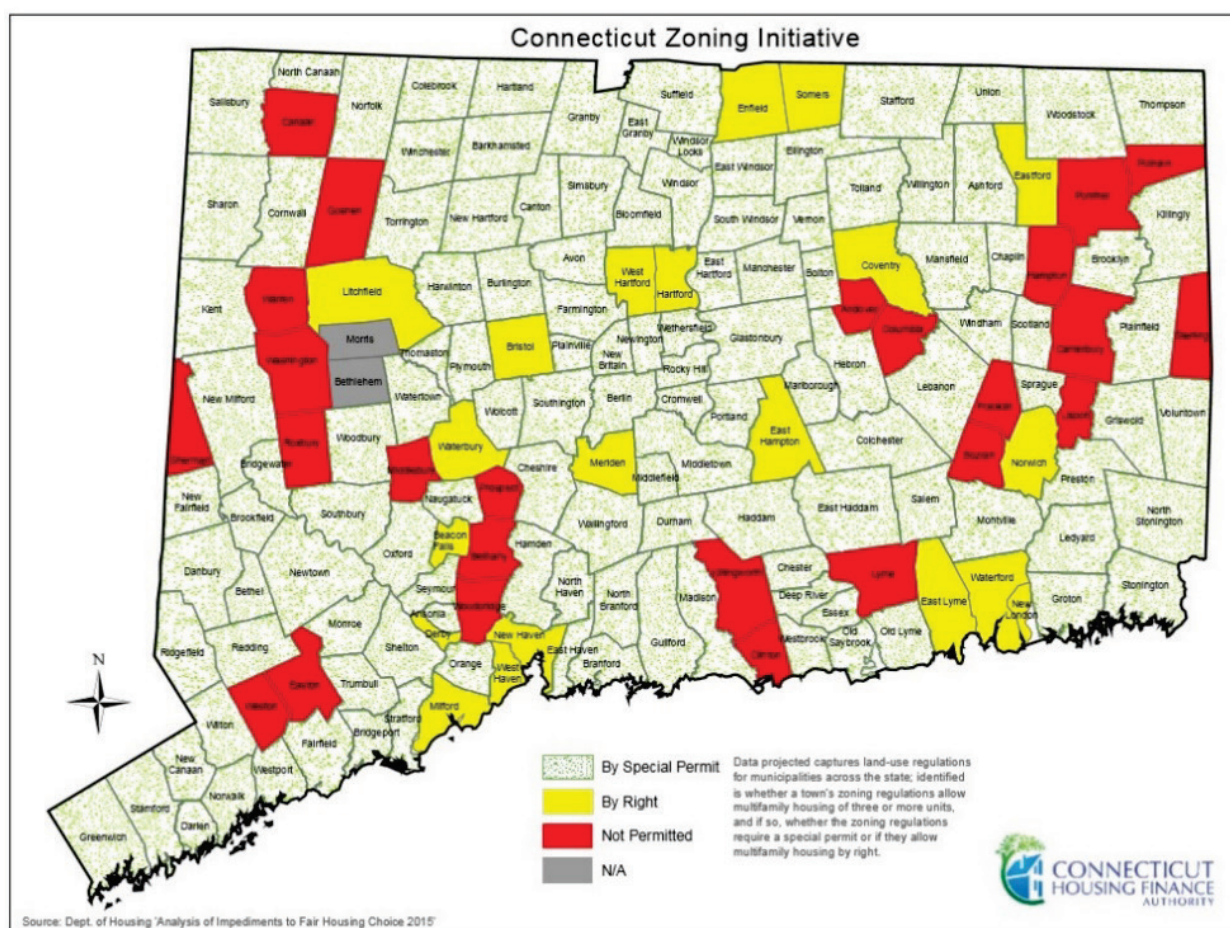 Connecticut Zoning Initiative
North Canaan
Colebrook
Hartland
Suffield
Enfield
Somers
Stafford
Union
Woodstock
Thompson
Salisbury
Canaan
Norfolk
Granby
East
Granby
Windsor
Locks
Winchester
Barkhamsted
East Windsor
Ellington
Willington
Ashford
Eastford
Pomfret
Putnam
Sharon
Cornwall
Goshen
Torrington
New Hartford
Canton
Simsbury
Windsor
Bloomfield
South Windsor
Vernon
Tolland
Killingly
Kent
Warren
Litchfield
Harwinton
Burlington
Avon
Farmington
West
Hartford
Hartford
East
Hartford
Manchester
Bolton
Coventry
Mansfield
Chaplin
Hampton
Brooklyn
Andover
Columbia
Windham
Scotland
Canterbury
Plainfield
Sterling
Washington
Morris
Bethlehem
Thomaston
Plymouth
Bristol
Plainville
Newington
New
Britain
Wethersfield
Rocky Hill
Glastonbury
Marlborough
Hebron
Lebanon
Franklin
Sprague
Lisbon
Griswold
Voluntown
Sherman
New Milford
Roxbury
Woodbury
Watertown
Wolcott
Southington
Berlin
Cromwell
Portland
East
Hampton
Colchester
Bozrah
Norwich
Preston
Bridgewater
Middlebury
Waterbury
Naugatuck
Prospect
Cheshire
Meriden
Middlefield
Middletown
New
Fairfield
Brookfield
Southbury
Oxford
Beacon
Falls
Bethany
Hamden
Wallingford
Durham
Haddam
East Haddam
Salem
Montville
Ledyard
North
Stonington
Danbury
Bethel
Newtown
Seymour
Woodbridge
North
Haven
North
Branford
Madison
Killingworth
Chester
Deep River
Essex
Lyme
East Lyme
Waterford
New
London
Groton
Stonington
Ridgefield
Redding
Monroe
Shelton
Ansonia
Derby
Orange
New Haven
West
Haven
East Haven
Branford
Guilford
Clinton
Westbrook
Old
Saybrook
Old Lyme
N
Weston
Easton
Trumbull
Stratford
Milford
Bridgeport
Fairfield
Wilton
New
Canaan
Westport
Norwalk
Darien
Stamford
Greenwich
By Special Permit
By Right
Not Permitted
N/A
Data projected captures land-use regulations
for municipalities across the state; identified
is whether a town's zoning regulations allow
multifamily housing of three or more units,
and if so, whether the zoning regulations
require a special permit or if they allow
multifamily housing by right.
CONNECTICUT
HOUSING FINANCE
AUTHORITY
Source: Dept. of Housing 'Analysis of Impediments to Fair Housing Choice 2015'